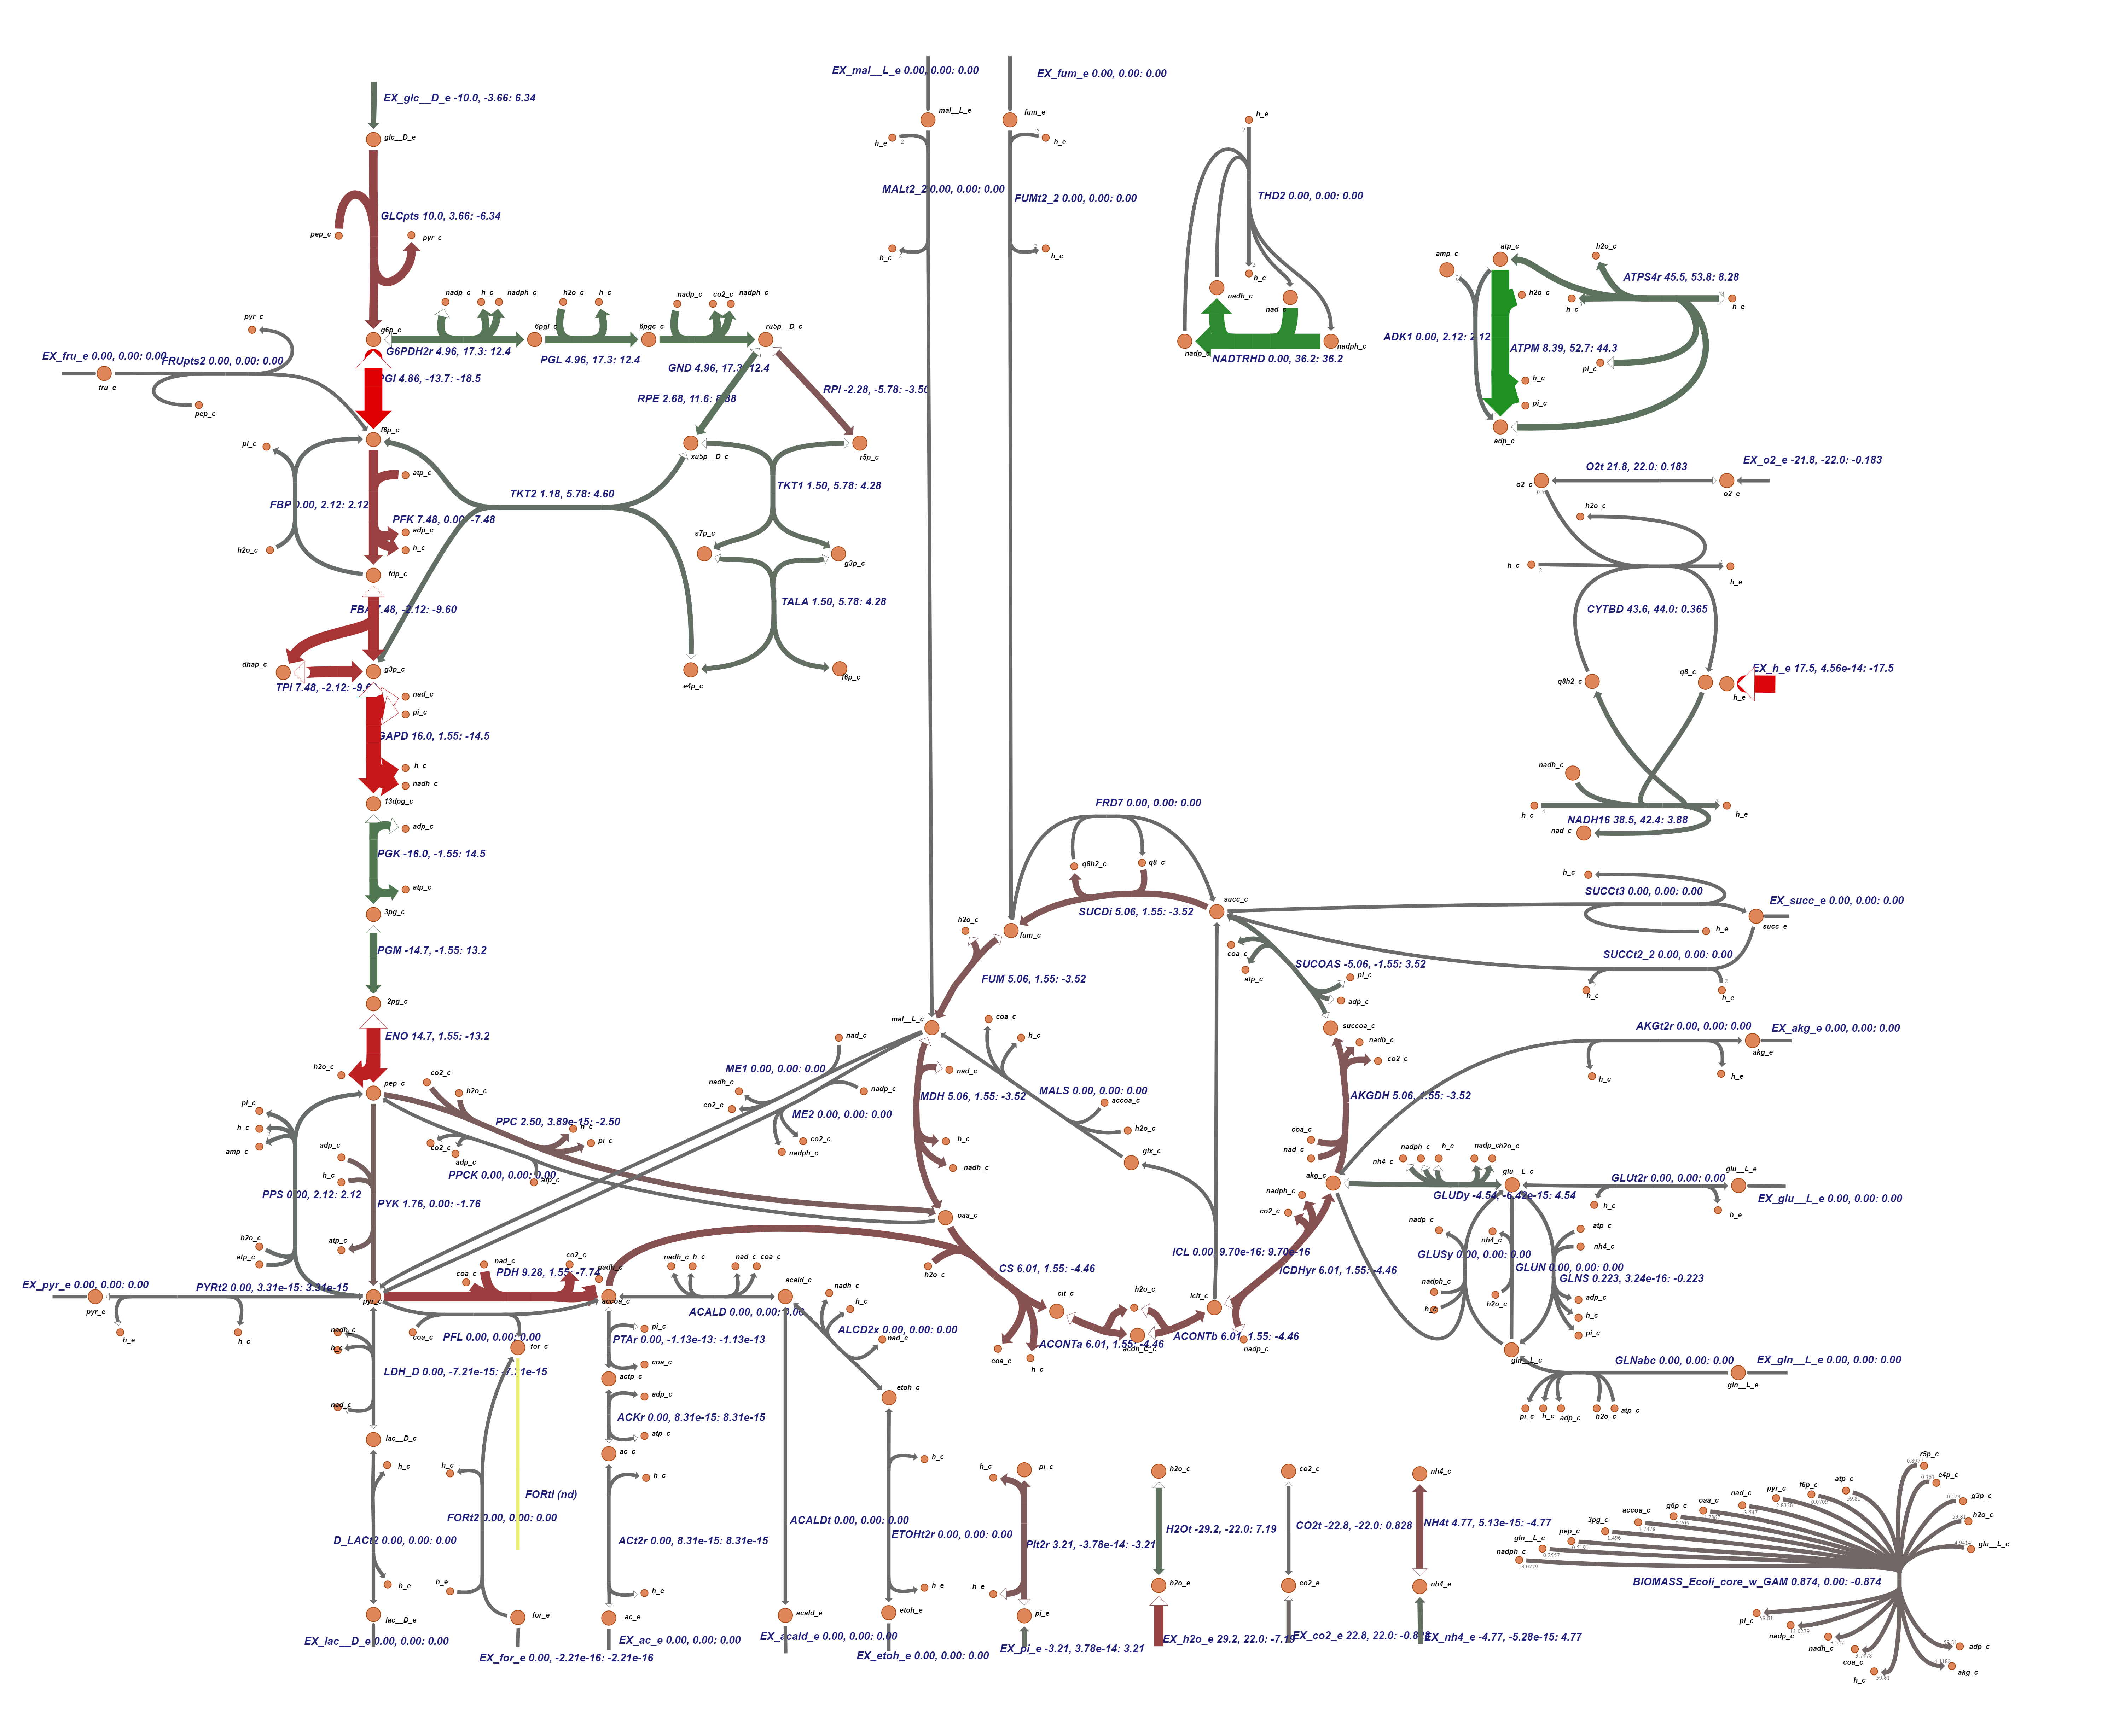 EX_mal__L_e 0.00, 0.00: 0.00
EX_fum_e 0.00, 0.00: 0.00
EX_glc__D_e -10.0, -3.66: 6.34
mal__L_e
fum_e
h_e
glc__D_e
h_e
h_e
MALt2_2 0.00, 0.00: 0.00
FUMt2_2 0.00, 0.00: 0.00
THD2 0.00, 0.00: 0.00
GLCpts 10.0, 3.66: -6.34
pep_c
pyr_c
h_c
h_c
h_c
amp_c
atp_c
h2o_c
ATPS4r 45.5, 53.8: 8.28
nadp_c
h_c
nadph_c
h2o_c
h_c
nadp_c
co2_c
nadph_c
nadh_c
nad_c
h2o_c
h_c
h_e
pyr_c
g6p_c
6pgl_c
6pgc_c
ru5p__D_c
nadp_c
nadph_c
ADK1 0.00, 2.12: 2.12
ATPM 8.39, 52.7: 44.3
EX_fru_e 0.00, 0.00: 0.00
FRUpts2 0.00, 0.00: 0.00
G6PDH2r 4.96, 17.3: 12.4
PGL 4.96, 17.3: 12.4
GND 4.96, 17.3: 12.4
NADTRHD 0.00, 36.2: 36.2
pi_c
fru_e
PGI 4.86, -13.7: -18.5
RPE 2.68, 11.6: 8.88
RPI -2.28, -5.78: -3.50
h_c
pep_c
pi_c
f6p_c
adp_c
pi_c
xu5p__D_c
r5p_c
atp_c
O2t 21.8, 22.0: 0.183
EX_o2_e -21.8, -22.0: -0.183
TKT2 1.18, 5.78: 4.60
TKT1 1.50, 5.78: 4.28
o2_c
o2_e
FBP 0.00, 2.12: 2.12
PFK 7.48, 0.00: -7.48
h2o_c
adp_c
s7p_c
h2o_c
h_c
g3p_c
h_c
h_e
fdp_c
FBA 7.48, -2.12: -9.60
TALA 1.50, 5.78: 4.28
CYTBD 43.6, 44.0: 0.365
dhap_c
g3p_c
e4p_c
f6p_c
q8h2_c
q8_c
EX_h_e 17.5, 4.56e-14: -17.5
h_e
TPI 7.48, -2.12: -9.60
nad_c
pi_c
GAPD 16.0, 1.55: -14.5
h_c
nadh_c
nadh_c
13dpg_c
FRD7 0.00, 0.00: 0.00
h_c
h_e
adp_c
NADH16 38.5, 42.4: 3.88
nad_c
PGK -16.0, -1.55: 14.5
q8h2_c
q8_c
h_c
atp_c
SUCCt3 0.00, 0.00: 0.00
EX_succ_e 0.00, 0.00: 0.00
3pg_c
succ_c
SUCDi 5.06, 1.55: -3.52
h2o_c
fum_c
h_e
succ_e
PGM -14.7, -1.55: 13.2
coa_c
SUCCt2_2 0.00, 0.00: 0.00
FUM 5.06, 1.55: -3.52
atp_c
SUCOAS -5.06, -1.55: 3.52
pi_c
h_c
h_e
2pg_c
adp_c
mal__L_c
coa_c
succoa_c
AKGt2r 0.00, 0.00: 0.00
EX_akg_e 0.00, 0.00: 0.00
ENO 14.7, 1.55: -13.2
nad_c
h_c
nadh_c
co2_c
akg_e
h2o_c
pep_c
co2_c
h2o_c
ME1 0.00, 0.00: 0.00
nad_c
h_c
h_e
nadh_c
nadp_c
MDH 5.06, 1.55: -3.52
MALS 0.00, 0.00: 0.00
AKGDH 5.06, 1.55: -3.52
pi_c
co2_c
ME2 0.00, 0.00: 0.00
accoa_c
h_c
PPC 2.50, 3.89e-15: -2.50
h_c
pi_c
h2o_c
coa_c
amp_c
adp_c
co2_c
adp_c
co2_c
nadph_c
h_c
glx_c
nad_c
nadph_c
h_c
nadp_c
h2o_c
nh4_c
h_c
PPCK 0.00, 0.00: 0.00
atp_c
nadh_c
akg_c
glu__L_c
GLUt2r 0.00, 0.00: 0.00
glu__L_e
PPS 0.00, 2.12: 2.12
PYK 1.76, 0.00: -1.76
nadph_c
co2_c
GLUDy -4.54, -6.42e-15: 4.54
EX_glu__L_e 0.00, 0.00: 0.00
h_c
h_e
oaa_c
nadp_c
atp_c
h2o_c
atp_c
atp_c
nh4_c
nh4_c
nad_c
co2_c
nadh_c
h_c
nad_c
coa_c
ICL 0.00, 9.70e-16: 9.70e-16
GLUSy 0.00, 0.00: 0.00
coa_c
PDH 9.28, 1.55: -7.74
nadh_c
h2o_c
CS 6.01, 1.55: -4.46
ICDHyr 6.01, 1.55: -4.46
GLUN 0.00, 0.00: 0.00
GLNS 0.223, 3.24e-16: -0.223
EX_pyr_e 0.00, 0.00: 0.00
PYRt2 0.00, 3.31e-15: 3.31e-15
acald_c
nadh_c
h2o_c
nadph_c
pyr_e
pyr_c
accoa_c
ACALD 0.00, 0.00: 0.00
cit_c
icit_c
h_c
h2o_c
adp_c
h_c
h_e
h_c
nadh_c
h_c
coa_c
PFL 0.00, 0.00: 0.00
pi_c
PTAr 0.00, -1.13e-13: -1.13e-13
ALCD2x 0.00, 0.00: 0.00
nad_c
ACONTa 6.01, 1.55: -4.46
acon_C_c
ACONTb 6.01, 1.55: -4.46
h_c
pi_c
for_c
coa_c
coa_c
h_c
nadp_c
gln__L_c
GLNabc 0.00, 0.00: 0.00
EX_gln__L_e 0.00, 0.00: 0.00
LDH_D 0.00, -7.21e-15: -7.21e-15
actp_c
adp_c
etoh_c
gln__L_e
nad_c
ACKr 0.00, 8.31e-15: 8.31e-15
atp_c
pi_c
h_c
adp_c
h2o_c
atp_c
lac__D_c
ac_c
h_c
h_c
h_c
h_c
h_c
pi_c
h2o_c
co2_c
nh4_c
FORti (nd)
FORt2 0.00, 0.00: 0.00
D_LACt2 0.00, 0.00: 0.00
ACt2r 0.00, 8.31e-15: 8.31e-15
ACALDt 0.00, 0.00: 0.00
ETOHt2r 0.00, 0.00: 0.00
PIt2r 3.21, -3.78e-14: -3.21
H2Ot -29.2, -22.0: 7.19
CO2t -22.8, -22.0: 0.828
NH4t 4.77, 5.13e-15: -4.77
r5p_c
e4p_c
g3p_c
h2o_c
glu__L_c
atp_c
f6p_c
pyr_c
nad_c
oaa_c
g6p_c
accoa_c
3pg_c
pep_c
gln__L_c
nadph_c
BIOMASS_Ecoli_core_w_GAM 0.874, 0.00: -0.874
h_e
h_e
h_e
h_e
h_e
lac__D_e
for_e
ac_e
acald_e
etoh_e
pi_e
h2o_e
co2_e
nh4_e
pi_c
nadp_c
nadh_c
coa_c
h_c
adp_c
akg_c
EX_lac__D_e 0.00, 0.00: 0.00
EX_for_e 0.00, -2.21e-16: -2.21e-16
EX_ac_e 0.00, 0.00: 0.00
EX_acald_e 0.00, 0.00: 0.00
EX_etoh_e 0.00, 0.00: 0.00
EX_pi_e -3.21, 3.78e-14: 3.21
EX_h2o_e 29.2, 22.0: -7.19
EX_co2_e 22.8, 22.0: -0.828
EX_nh4_e -4.77, -5.28e-15: 4.77